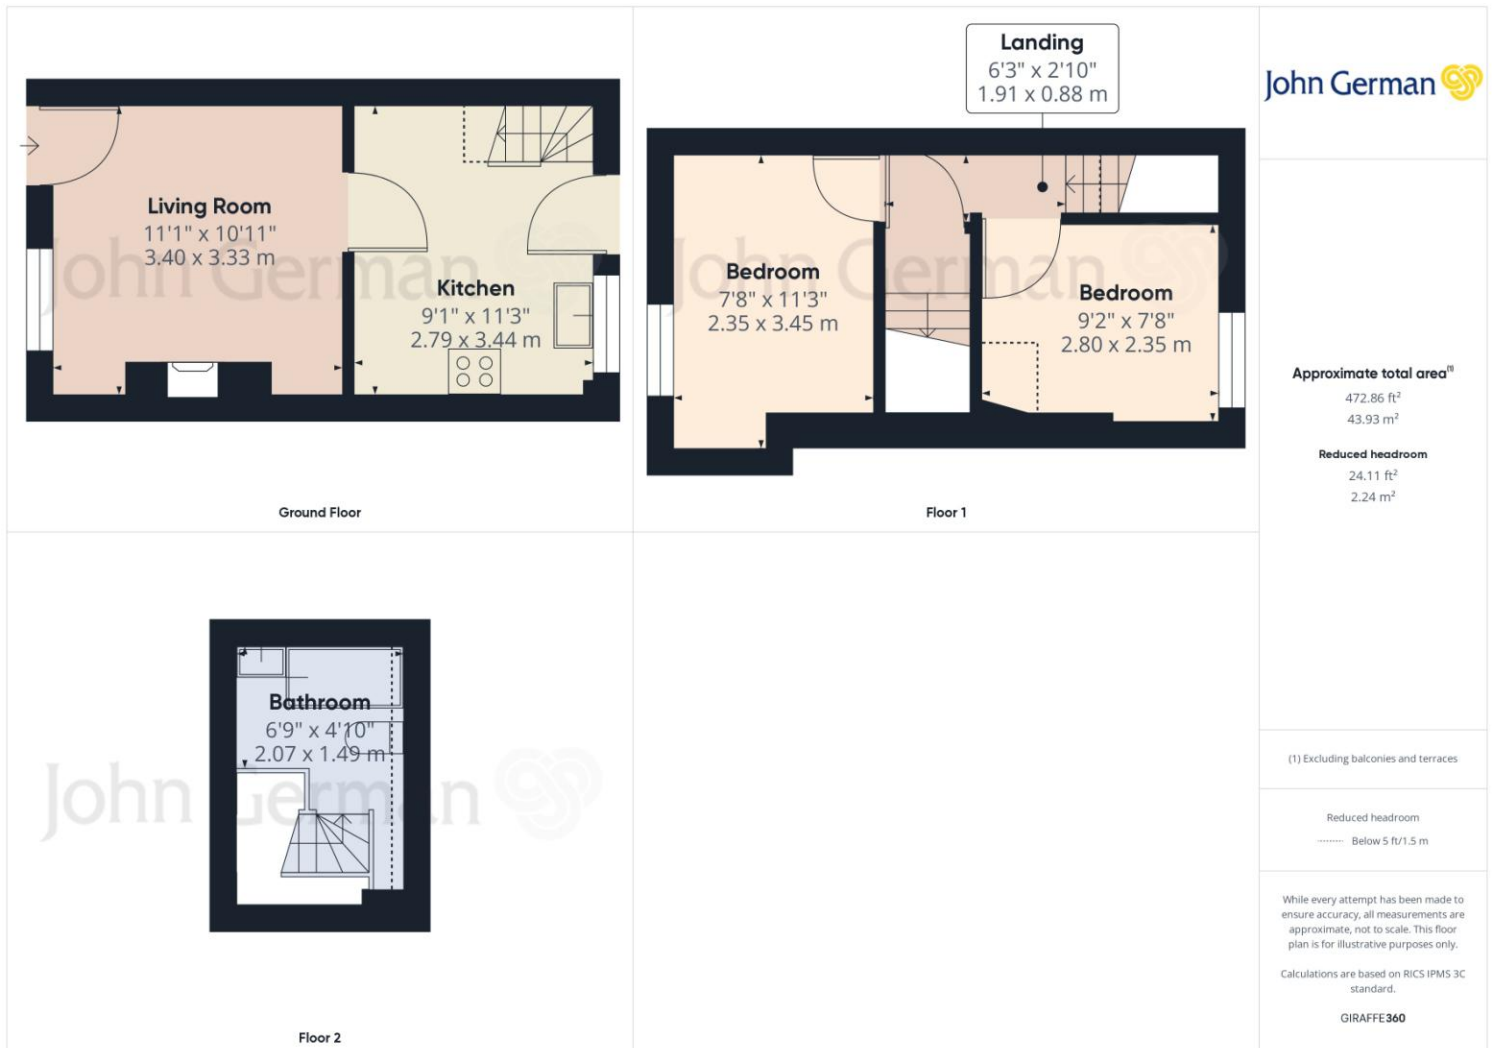 Landing
6'3" x 2'10"
1.91 x 0.88 m
Living Room
11'1" x 10'11"
3.40 x 3.33 m
Kitchen
9'1" x 11'3"
2.79 x 3.44 m
John German
Ground Floor
Bedroom
7'8" x 11'3"
2.35 x 3.45 m
Bedroom
9'2" x 7'8"
2.80 x 2.35 m
John German
Floor 1
Bathroom
6'9" x 4'10"
2.07 x 1.49 m
John German
Floor 2
John German
Approximate total area(1)
472.86 ft²
43.93 m²
Reduced headroom
24.11 ft²
2.24 m²
(1) Excluding balconies and terraces
Reduced headroom
Below 5 ft/1.5 m
While every attempt has been made to
ensure accuracy, all measurements are
approximate, not to scale. This floor
plan is for illustrative purposes only.
Calculations are based on RICS IPMS 3C
standard.
GIRAFFE360